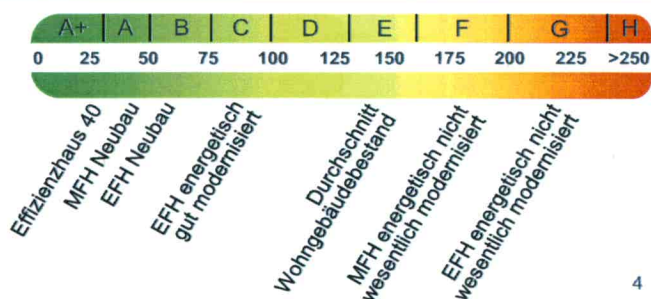 A+ A B C D E F G H
0 25 50 75 100 125 150 175 200 225 >250
Effizienzhaus 40
MFH Neubau
EFH Neubau
EFH energetisch
gut modernisiert
Durchschnitt
Wohngebäudebestand
MFH energetisch nicht
wesentlich modernisiert
EFH energetisch nicht
wesentlich modernisiert
4